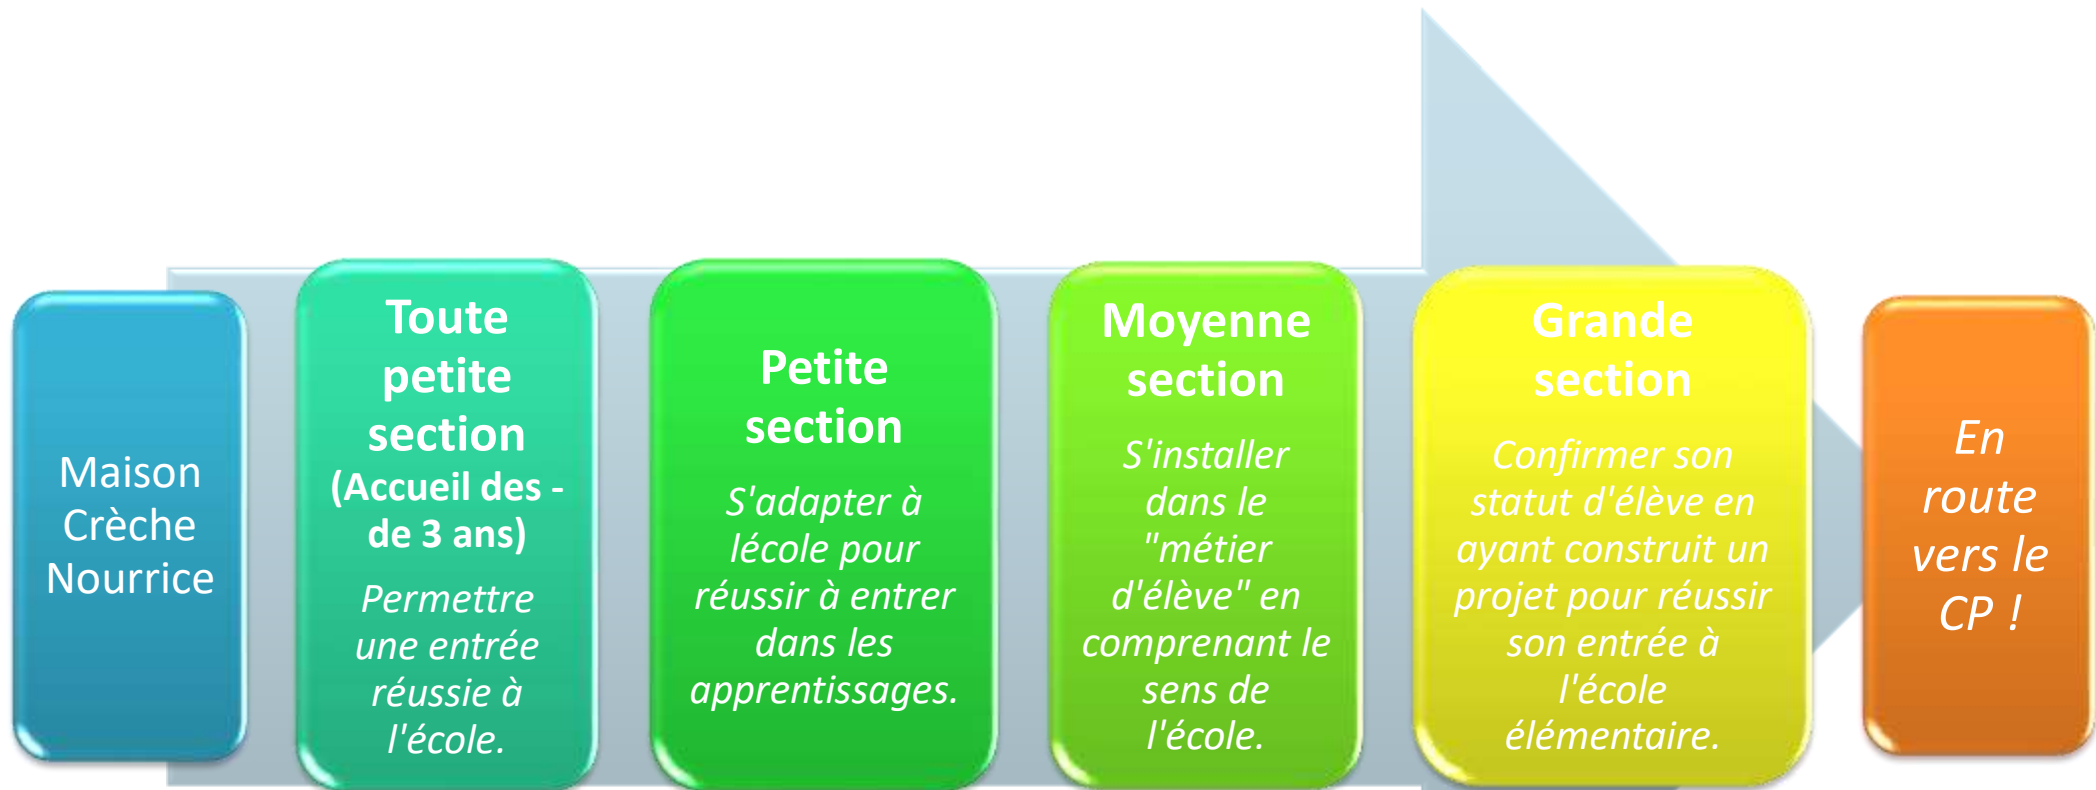 Maison
Crèche
Nourrice
Toute
petite
section
(Accueil des -
de 3 ans)
Permettre
une entrée
réussie à
l'école.
Petite
section
S'adapter à
lécole pour
réussir à entrer
dans les
apprentissages.
Moyenne
section
S'installer
dans le
"métier
d'élève" en
comprenant le
sens de
l'école.
Grande
section
Confirmer son
statut d'élève en
ayant construit un
projet pour réussir
son entrée à
l'école
élémentaire.
En
route
vers le
CP !